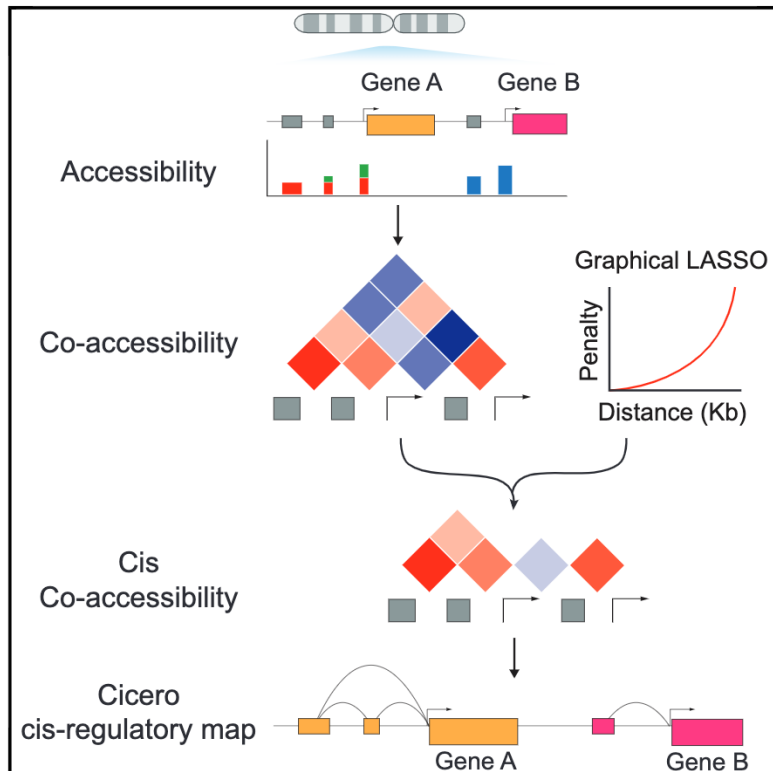 Gene A
Gene B
Accessibility
Graphical LASSO
Co-accessibility
Penalty
Distance (Kb)
Cis
Co-accessibility
Cicero
cis-regulatory map
Gene A
Gene B